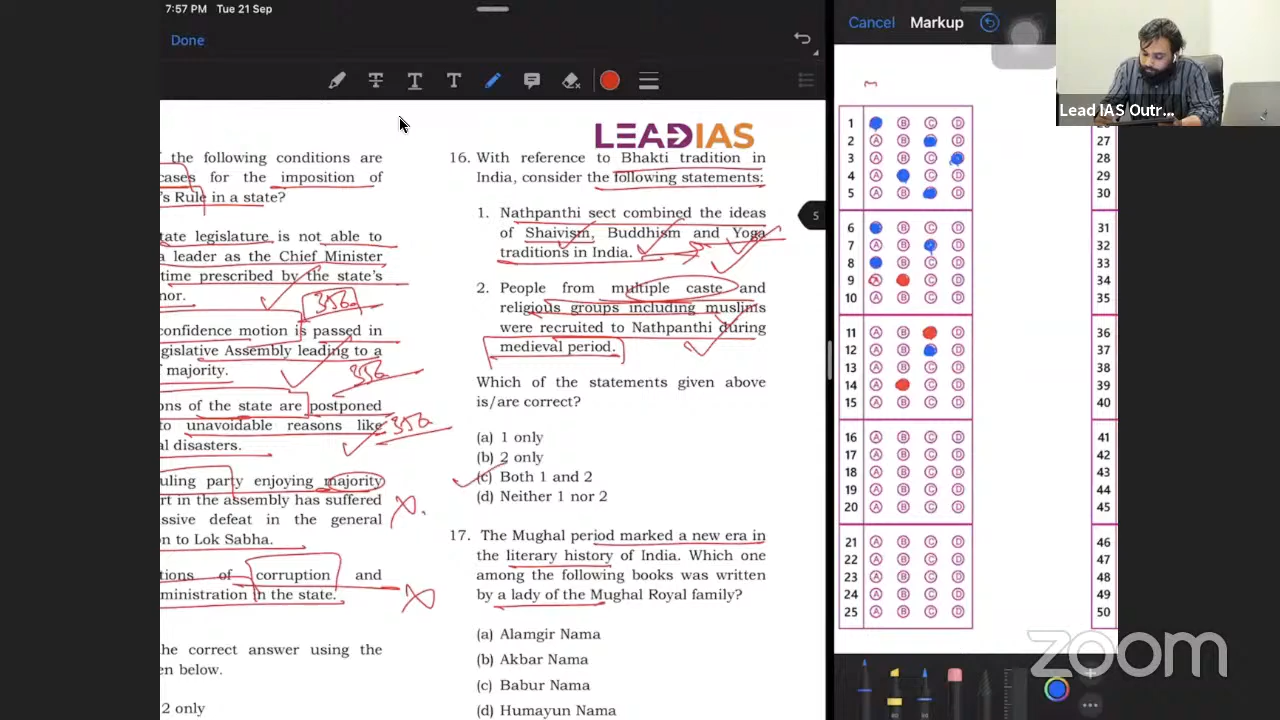 7:57 PM Tue 21 Sep
Done
Cancel Markup
Lead IAS Outr...
LEADIAS
f the following conditions are
cases for the imposition of
's Rule in a state?
tate legislature is not able to
a leader as the Chief Minister
time prescribed by the state's
nor.
356
confidence motion is passed in
egislative Assembly leading to a
f majority.
356
ons of the state are postponed
to unavoidable reasons like
al disasters.
356
uling party enjoying majority
rt in the assembly has suffered
ssive defeat in the general
on to Lok Sabha.
tions of corruption and
ministration in the state.
he correct answer using the
en below.
2 only
16. With reference to Bhakti tradition in
India, consider the following statements:
1. Nathpanthi sect combined the ideas
of Shaivism, Buddhism and Yoga
traditions in India.
2. People from multiple caste and
religious groups including muslims
were recruited to Nathpanthi during
medieval period.
Which of the statements given above
is/are correct?
(a) 1 only
(b) 2 only
(c) Both 1 and 2
(d) Neither 1 nor 2
17. The Mughal period marked a new era in
the literary history of India. Which one
among the following books was written
by a lady of the Mughal Royal family?
(a) Alamgir Nama
(b) Akbar Nama
(c) Babur Nama
(d) Humayun Nama
5
1
2 A B D
3 A B C
4 A C D
5 A B D
6 B C D
7 A B D
8 B C D
9 A C D
10 A B C D
11 A B D
12 A B D
13 A B C D
14 A C D
15 A B C D
16 A B C D
17 A B C D
18 A B C D
19 A B C D
20 A B C D
21 A B C D
22 A B C D
23 A B C D
24 A B C D
25 A B C D
27
28
29
30
31
32
33
34
35
36
37
38
39
40
41
42
43
44
45
46
47
48
49
50
zoom